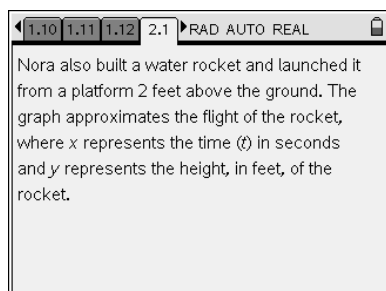 1.10 1.11 1.12 2.1 RAD AUTO REAL
Nora also built a water rocket and launched it
from a platform 2 feet above the ground. The
graph approximates the flight of the rocket,
where x represents the time (t) in seconds
and y represents the height, in feet, of the
rocket.